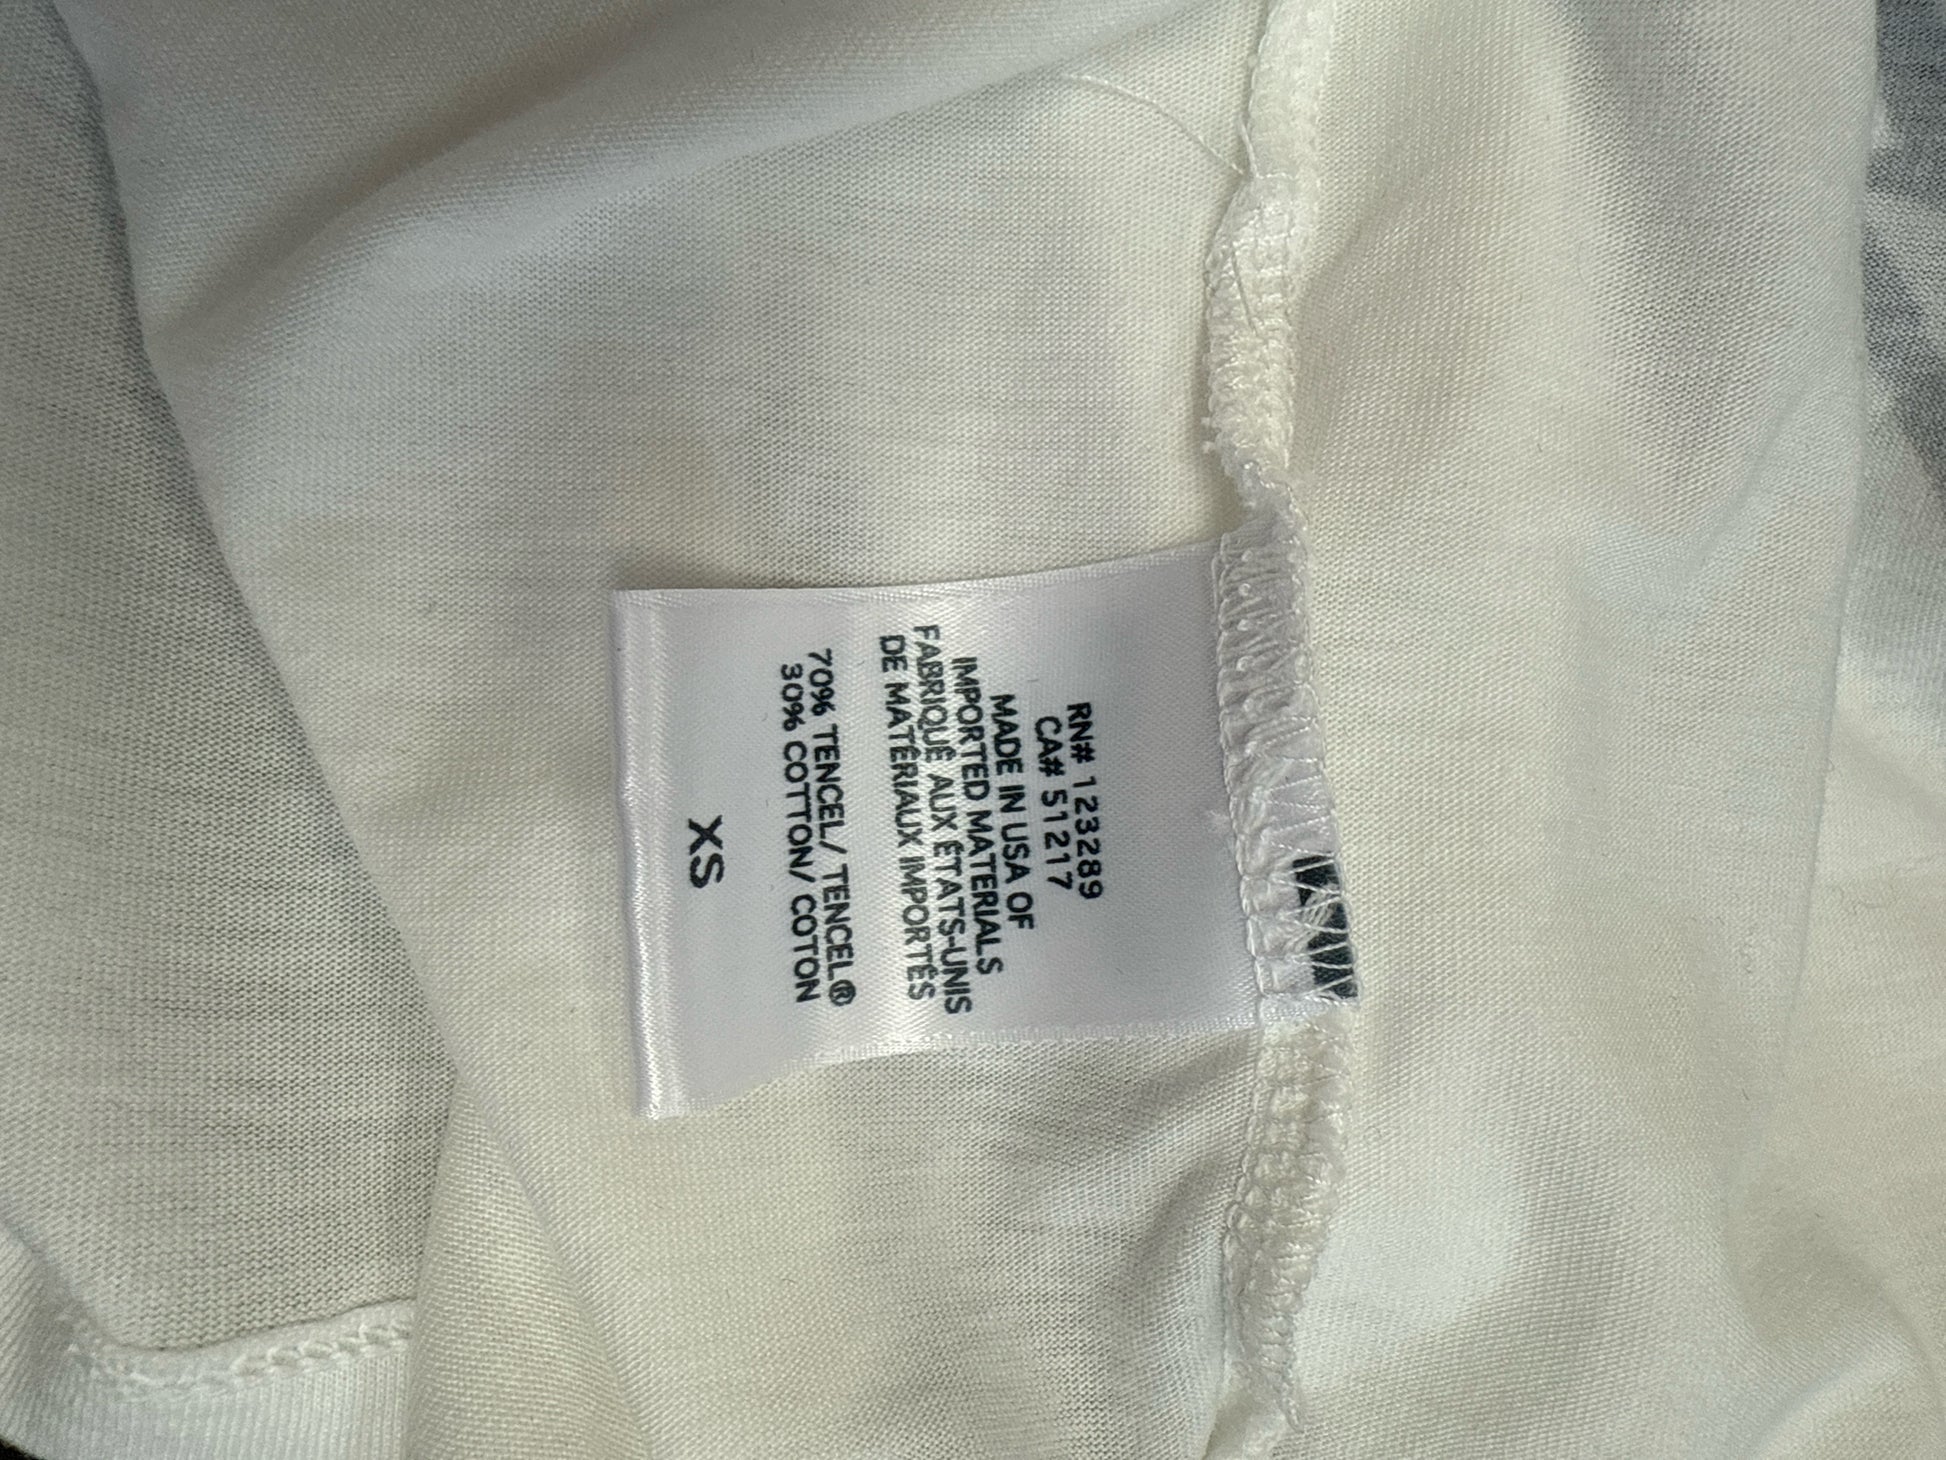 RN# 123289
CA# 51217
MADE IN USA OF
IMPORTED MATERIALS
FABRIQUÉ AUX ÉTATS-UNIS
DE MATÉRIAUX IMPORTÉS
70% TENCEL/ TENCEL®
30% COTTON/ COTON
XS